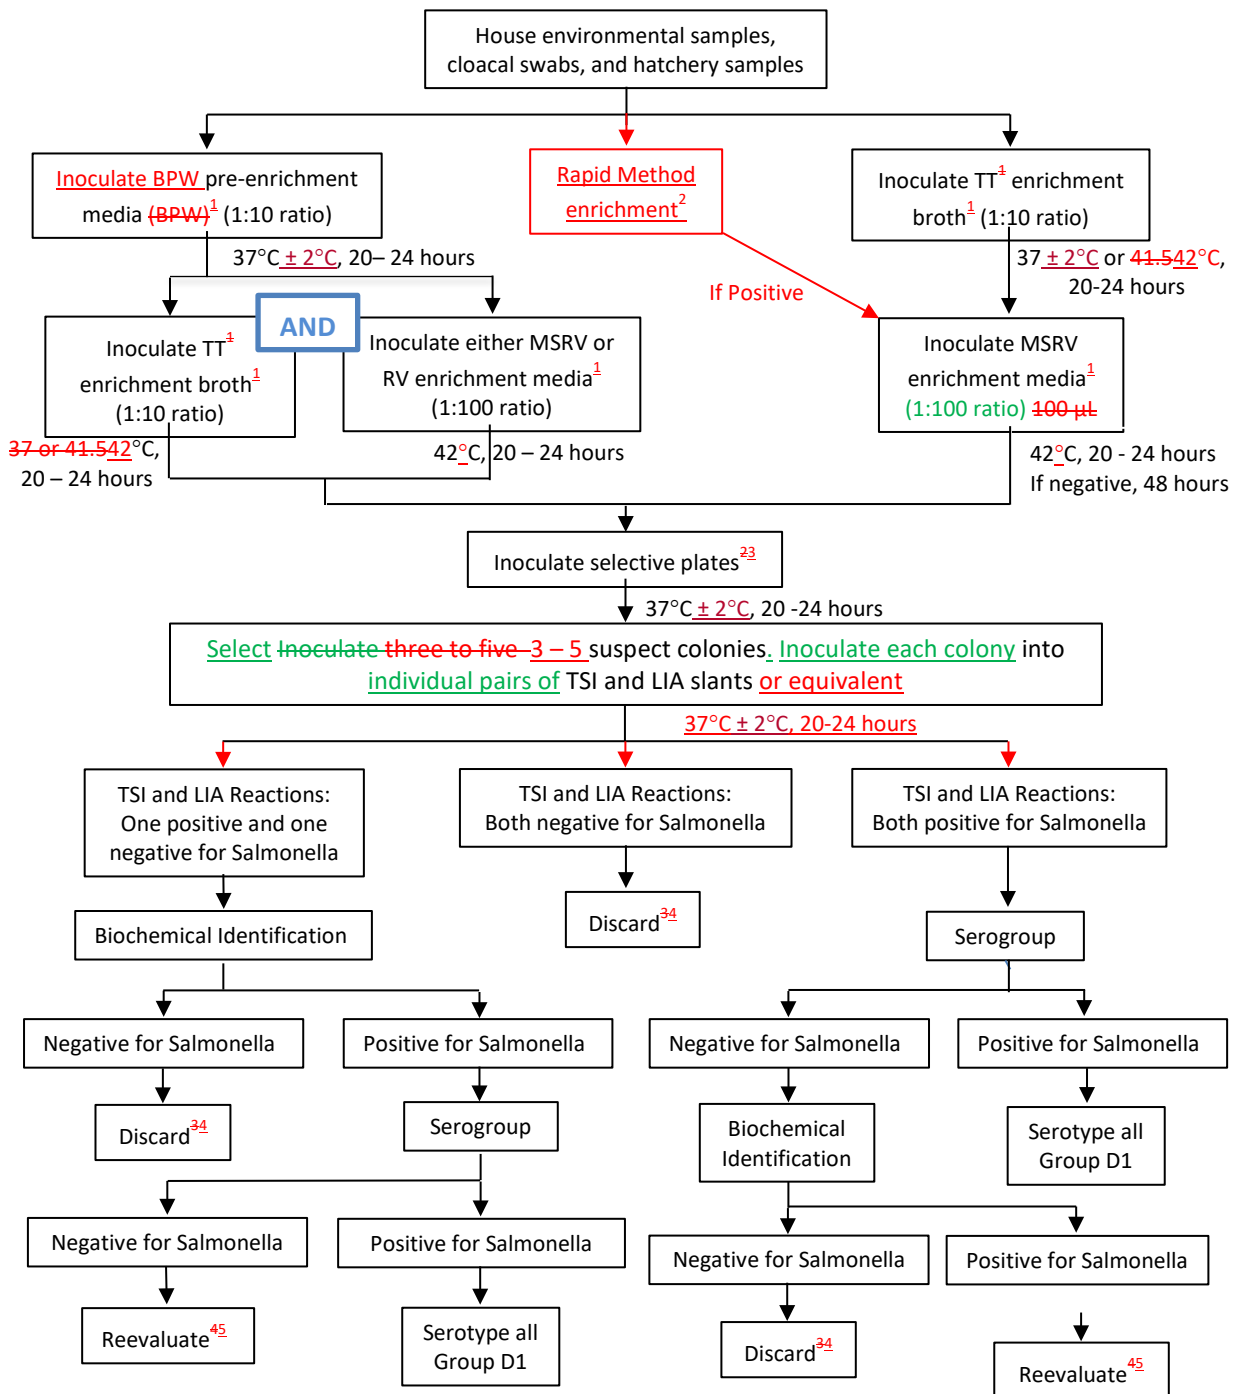 House environmental samples,
cloacal swabs, and hatchery samples
Inoculate BPW pre-enrichment
media (BPW)1 (1:10 ratio)
Rapid Method
enrichment2
Inoculate TT1 enrichment
broth1 (1:10 ratio)
37°C ± 2°C, 20– 24 hours
If Positive
37 ± 2°C or 41.542°C,
20-24 hours
AND
Inoculate TT1
enrichment broth1
(1:10 ratio)
Inoculate either MSRV or
RV enrichment media1
(1:100 ratio)
Inoculate MSRV
enrichment media1
(1:100 ratio) 100 µL
37 or 41.542°C,
20 – 24 hours
42°C, 20 – 24 hours
42°C, 20 - 24 hours
If negative, 48 hours
Inoculate selective plates23
37°C ± 2°C, 20 -24 hours
Select Inoculate three to five 3 – 5 suspect colonies. Inoculate each colony into
individual pairs of TSI and LIA slants or equivalent
37°C ± 2°C, 20-24 hours
TSI and LIA Reactions:
One positive and one
negative for Salmonella
TSI and LIA Reactions:
Both negative for Salmonella
TSI and LIA Reactions:
Both positive for Salmonella
Discard34
Biochemical Identification
Serogroup
Negative for Salmonella
Positive for Salmonella
Negative for Salmonella
Positive for Salmonella
Discard34
Serogroup
Biochemical
Identification
Serotype all
Group D1
Negative for Salmonella
Positive for Salmonella
Negative for Salmonella
Positive for Salmonella
Reevaluate45
Serotype all
Group D1
Discard34
Reevaluate45